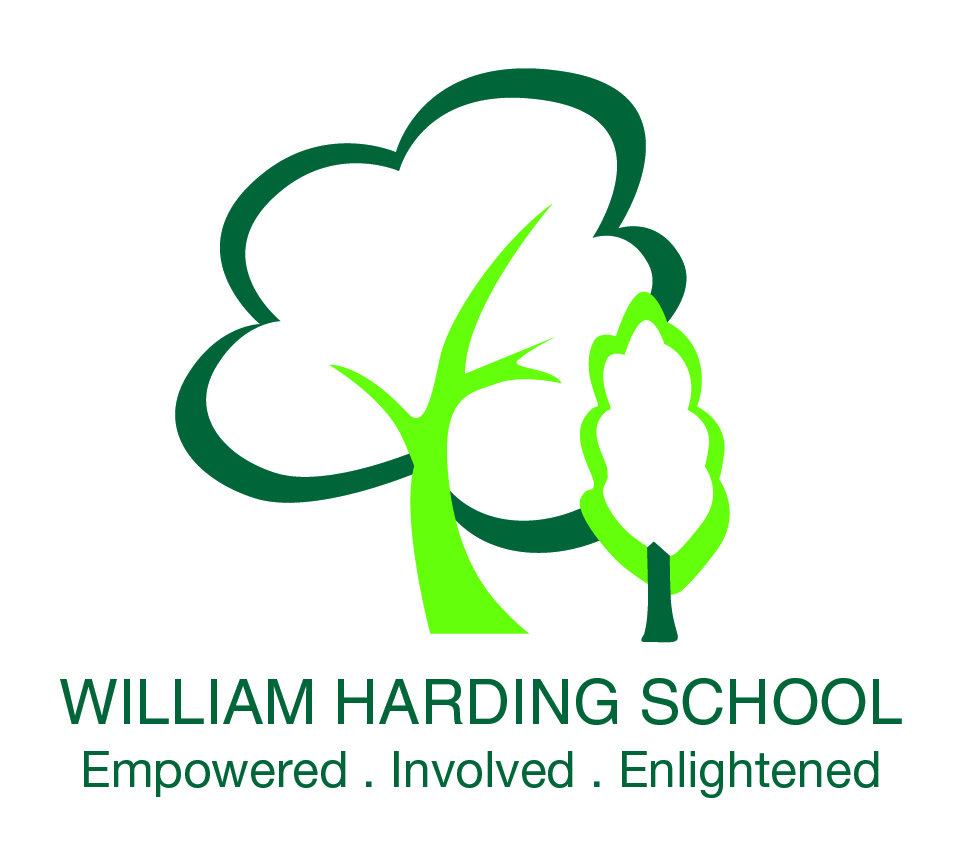 WILLIAM HARDING SCHOOL
Empowered . Involved . Enlightened